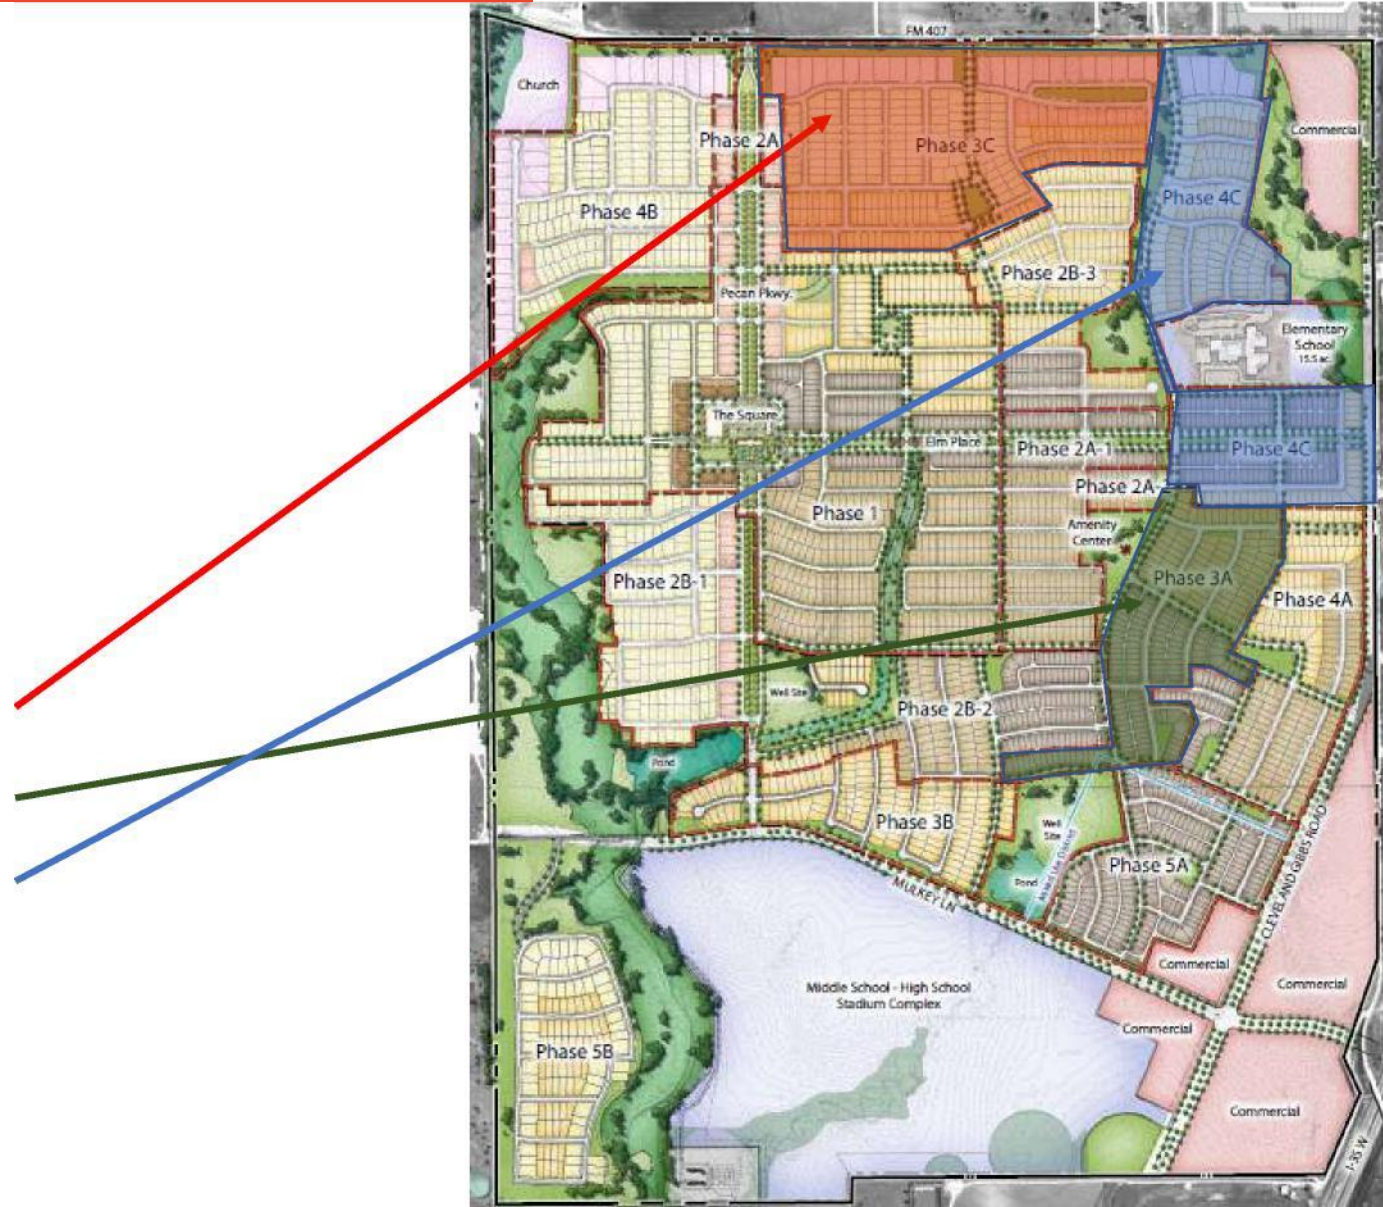 FM 407
Church
Commercial
Phase 2A
Phase 3C
Phase 4C
Phase 4B
Phase 2B-3
Pecan Pkwy.
Elementary
School
15.5 ac.
The Square
Elm Place
Phase 2A-1
Phase 4C
Phase 2A-
Phase 1
Amenity
Center
Phase 2B-1
Phase 3A
Phase 4A
Well Site
Phase 2B-2
Pond
Phase 3B
Well
Site
Phase 5A
Pond
MULKEY LN
CLEVELAND GIBBS ROAD
Commercial
Commercial
Middle School - High School
Stadium Complex
Commercial
Phase 5B
Commercial
I-35 W